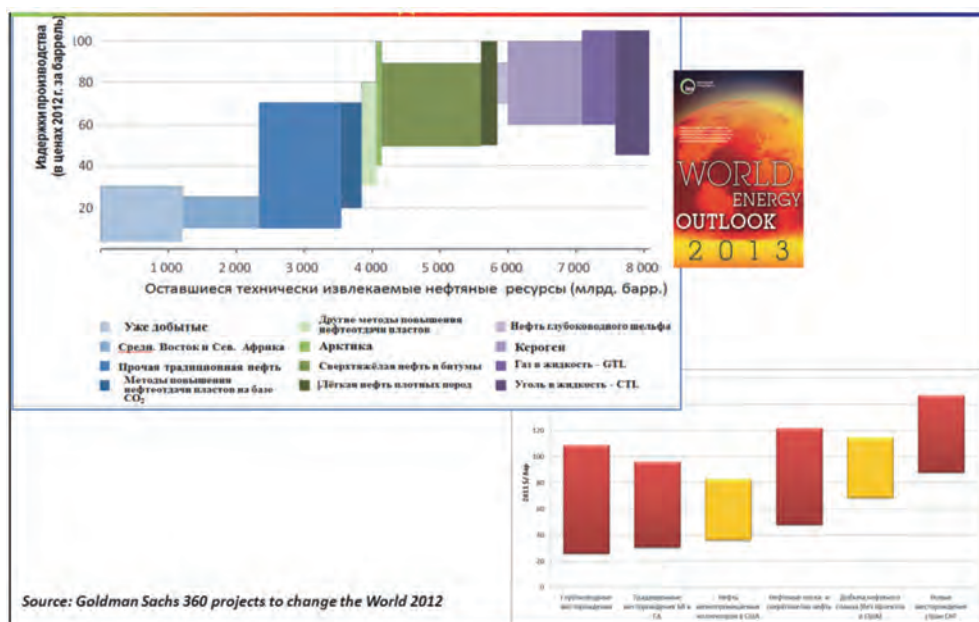 Издержки производства
(в ценах 2012 г. за баррель)
100
80
60
40
20
1 000 2 000 3 000 4 000 5 000 6 000 7 000 8 000
Оставшиеся технически извлекаемые нефтяные ресурсы (млрд. барр.)
Уже добытые
Средн. Восток и Сев. Африка
Прочая традиционная нефть
Методы повышения
нефтеотдачи пластов на базе
CO2
Другие методы повышения
нефтеотдачи пластов
Арктика
Сверхтяжёлая нефть и битумы
Лёгкая нефть плотных пород
Нефть глубоководного шельфа
Кероген
Газ в жидкость – GTL
Уголь в жидкость – CTL
WORLD
ENERGY
OUTLOOK
2013
120
100
80
60
40
20
0
месторождения
Нефть
Новые
месторождения
Source: Goldman Sachs 360 projects to change the World 2012